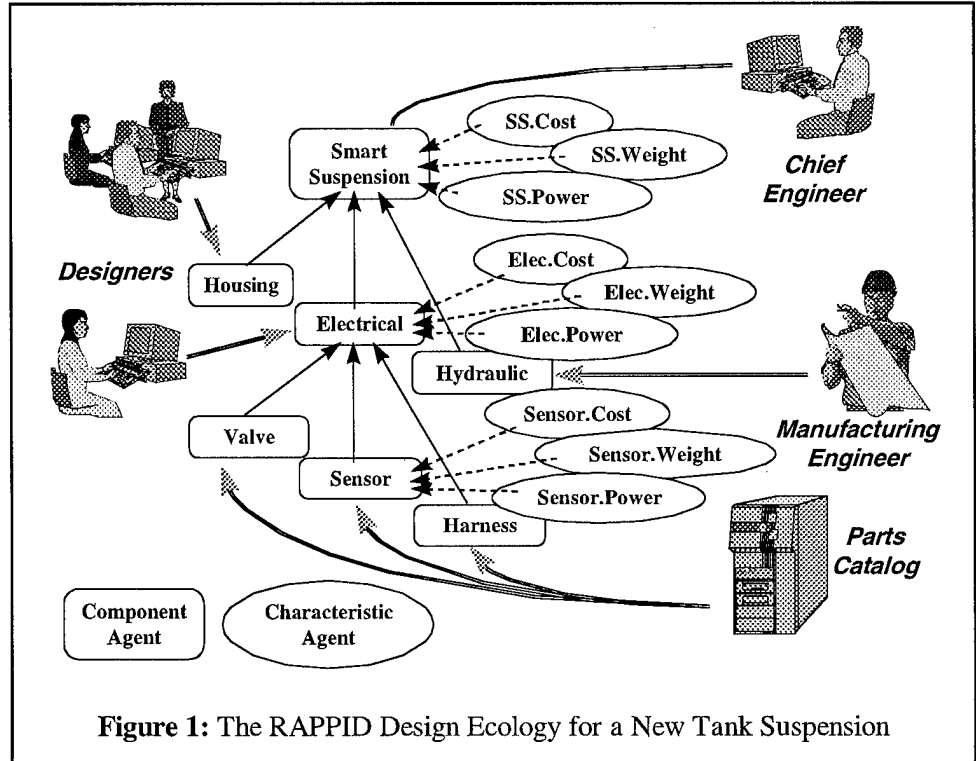 SS.Cost
Smart
Suspension
SS.Weight
SS.Power
Chief
Engineer
Designers
Housing
Elec.Cost
Elec.Weight
Electrical
Elec.Power
Hydraulic
Valve
Sensor.Cost
Manufacturing
Engineer
Sensor.Weight
Sensor
Sensor.Power
Harness
Parts
Catalog
Component
Agent
Characteristic
Agent
Figure 1: The RAPPID Design Ecology for a New Tank Suspension